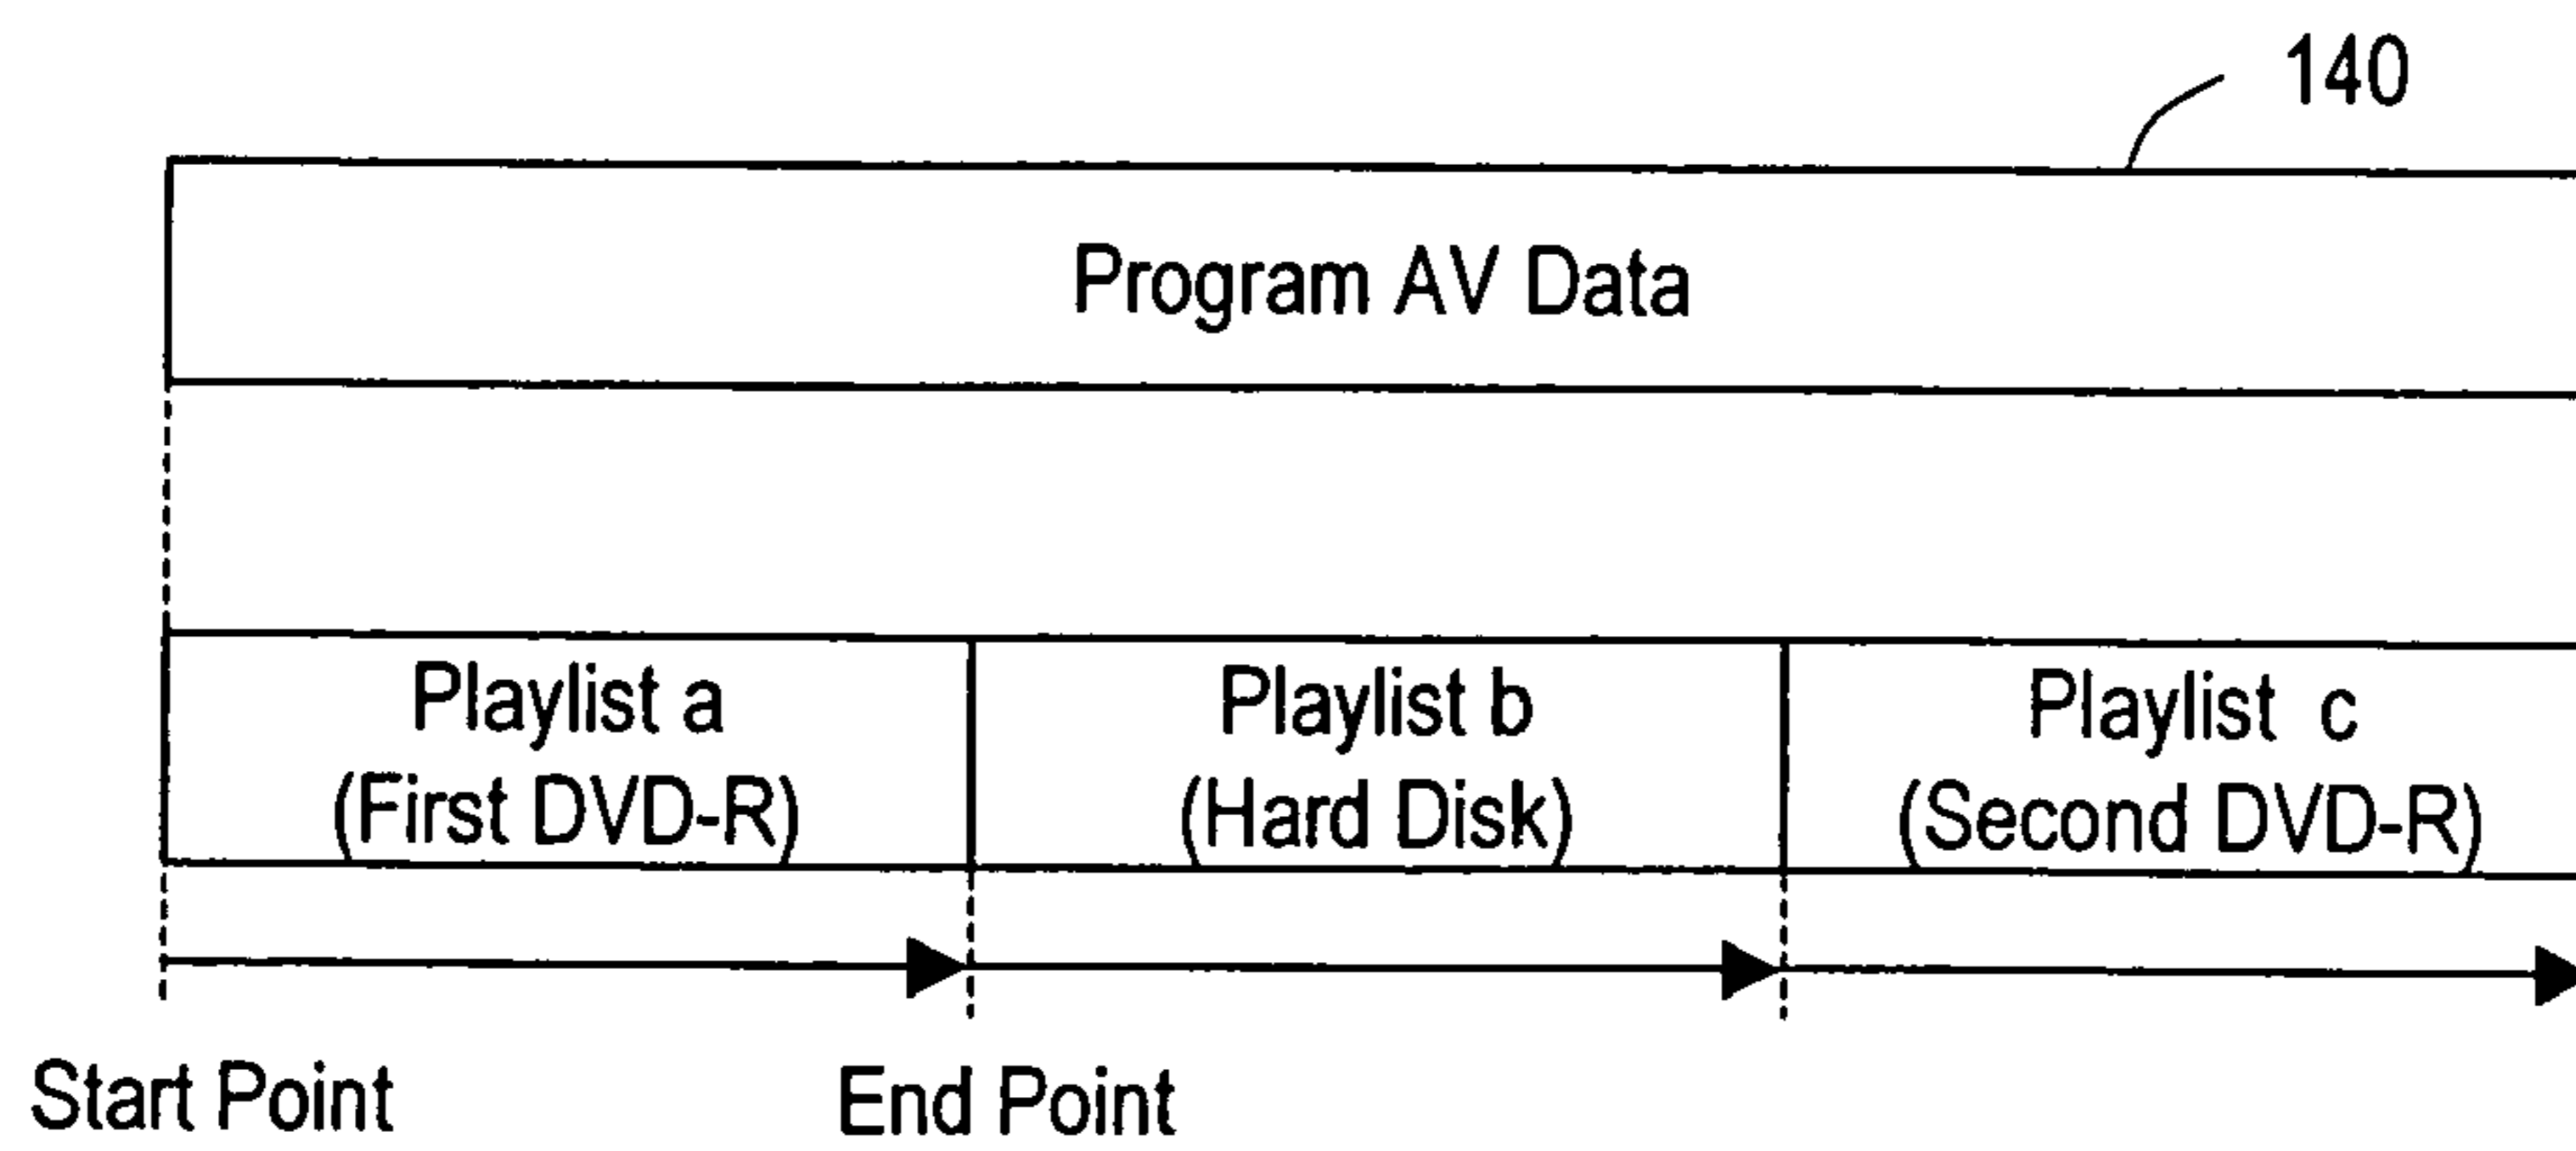 140
Program AV Data
Playlist a
(First DVD-R)
Playlist b
(Hard Disk)
Playlist c
(Second DVD-R)
Start Point
End Point